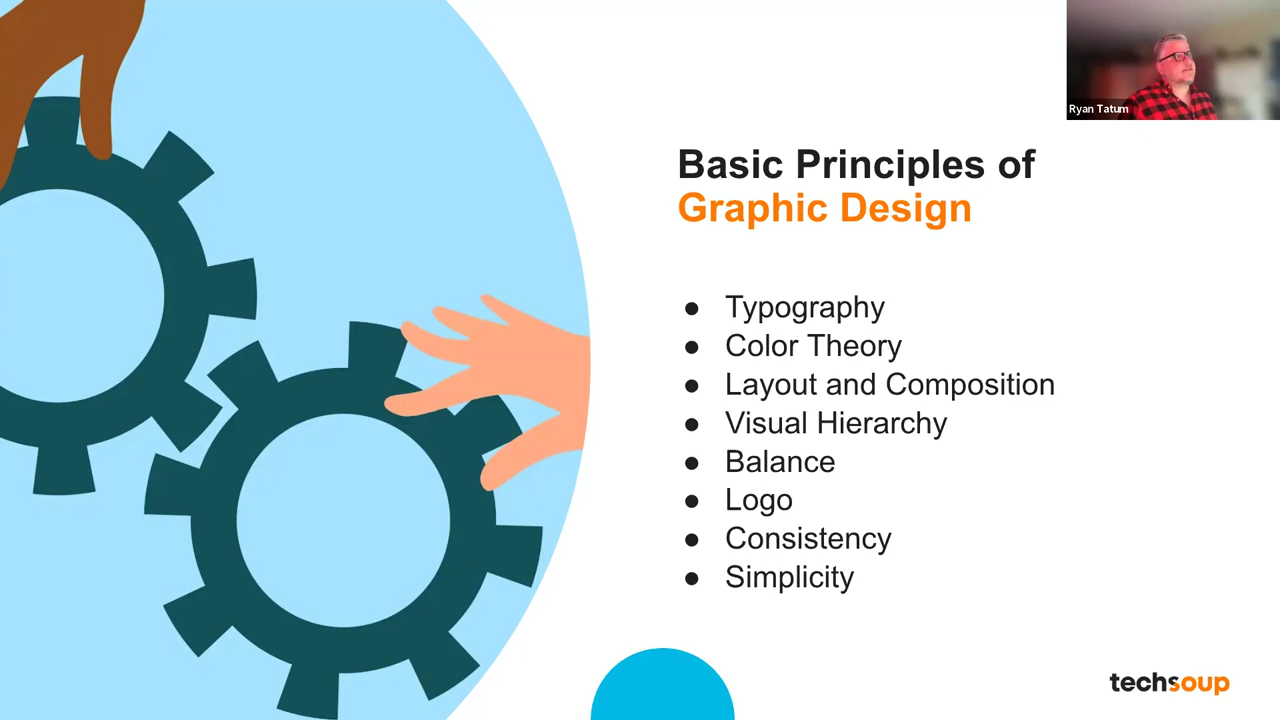 Ryan Tatum
Basic Principles of
Graphic Design
● Typography
● Color Theory
● Layout and Composition
● Visual Hierarchy
● Balance
● Logo
● Consistency
● Simplicity
techsoup